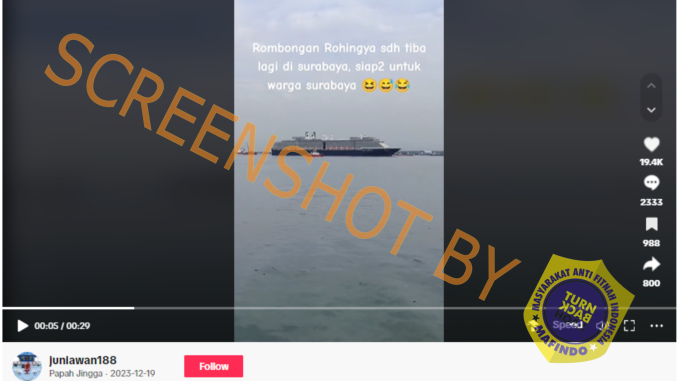 Rombongan Rohingya sdh tiba
lagi di surabaya, siap2 untuk
warga surabaya 😆😅😂
SCREENSHOT BY
19.4K
2333
988
800
MASYARAKAT ANTI FITNAH INDONESIA
TURN
BACK
HOAX
MAFINDO
00:05 / 00:29
Speed
juniawan188
Papah Jingga · 2023-12-19
Follow